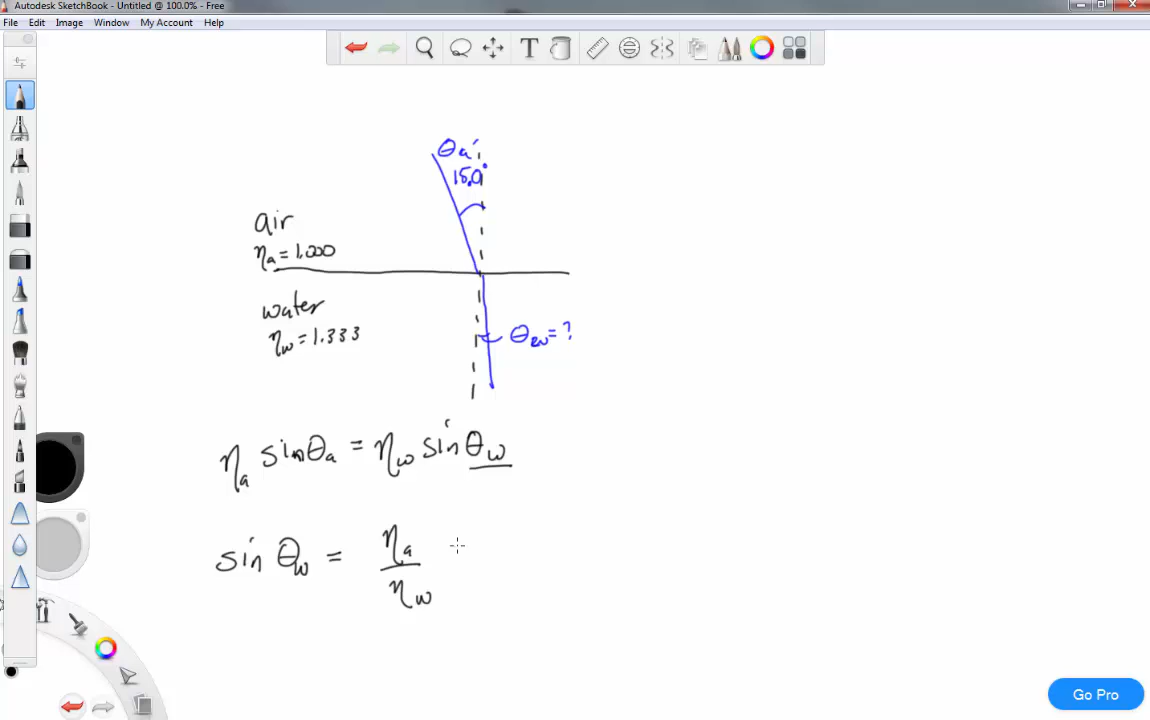 Autodesk SketchBook - Untitled @ 100.0% - Free
File Edit Image Window My Account Help
T
θa
15.0°
air
ηa = 1.000
water
ηw = 1.333
θw = ?
ηa sinθa = ηw sinθw
sin θw = ηa / ηw
Go Pro